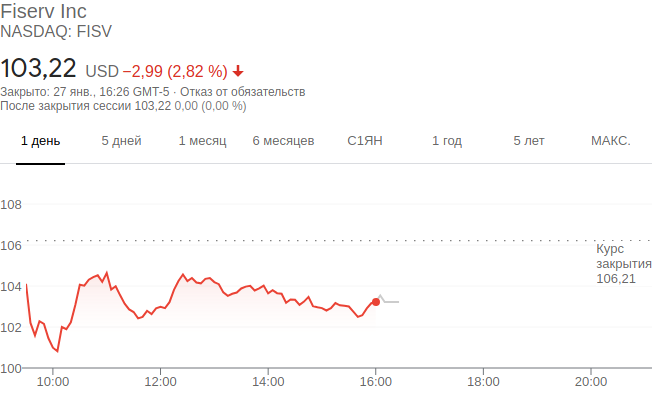 Fiserv Inc
NASDAQ: FISV
103,22 USD −2,99 (2,82 %)
Закрыто: 27 янв., 16:26 GMT-5 · Отказ от обязательств
После закрытия сессии 103,22 0,00 (0,00 %)
1 день 5 дней 1 месяц 6 месяцев С1ЯН 1 год 5 лет МАКС.
108
106
Курс
закрытия
106,21
104
102
100
10:00 12:00 14:00 16:00 18:00 20:00